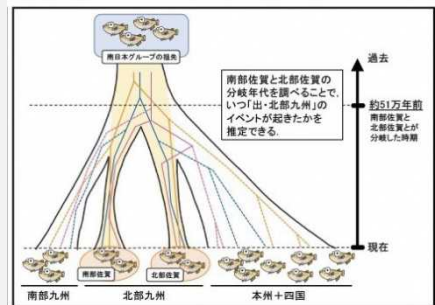 南日本グループの祖先
過去
南部佐賀と北部佐賀の
分岐年代を調べることで、
いつ「出・北部九州」の
イベントが起きたかを
推定できる.
約51万年前
南部佐賀と
北部佐賀とが
分岐した時期
現在
南部佐賀
北部佐賀
南部九州
北部九州
本州+四国